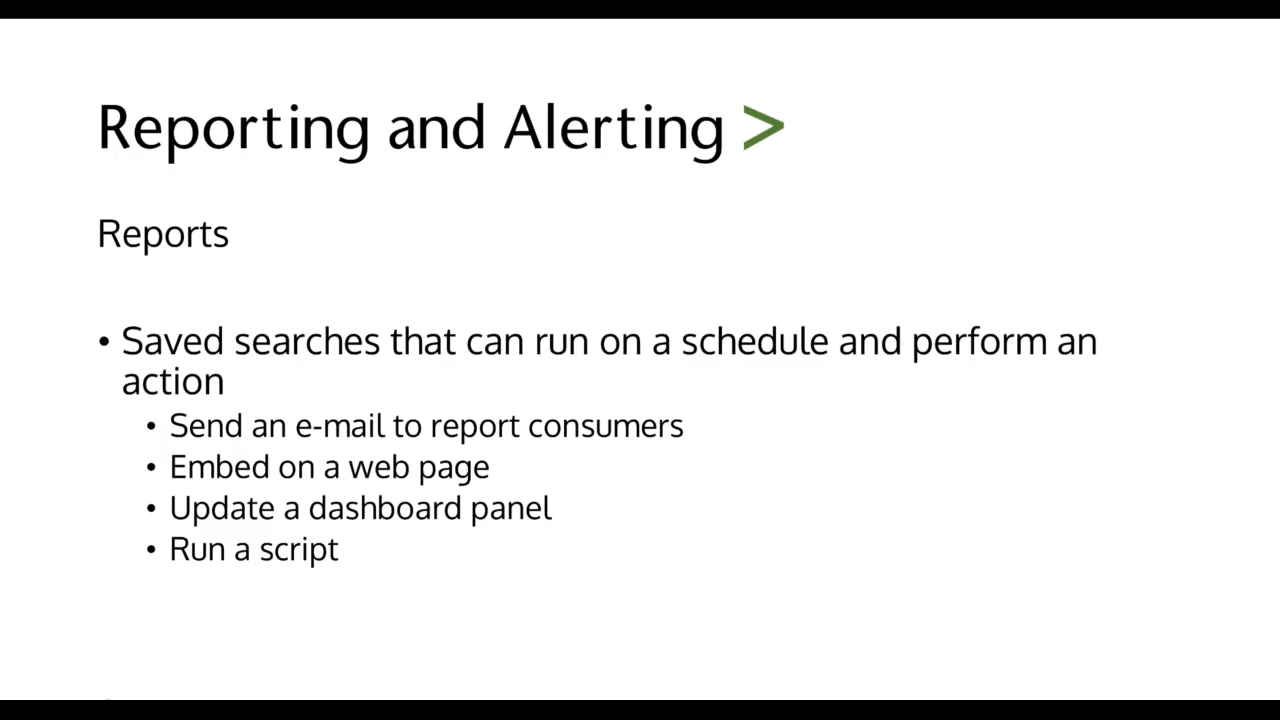 Reporting and Alerting >
Reports
• Saved searches that can run on a schedule and perform an
action
• Send an e-mail to report consumers
• Embed on a web page
• Update a dashboard panel
• Run a script